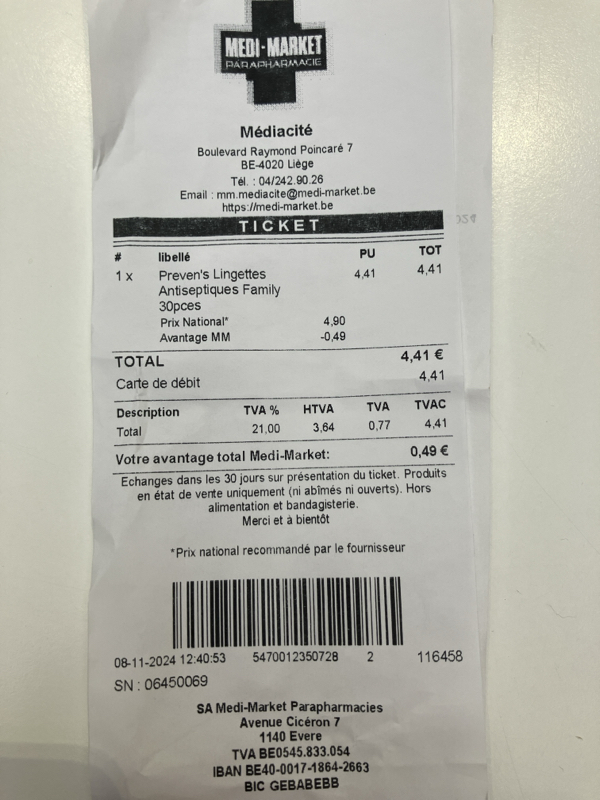 MEDI-MARKET
PARAPHARMACIE
Médiacité
Boulevard Raymond Poincaré 7
BE-4020 Liège
Tél. : 04/242.90.26
Email : mm.mediacite@medi-market.be
https://medi-market.be
TICKET
# libellé PU TOT
1 x Preven's Lingettes 4,41 4,41
Antiseptiques Family
30pces
Prix National* 4,90
Avantage MM -0,49
TOTAL 4,41 €
Carte de débit 4,41
Description TVA % HTVA TVA TVAC
Total 21,00 3,64 0,77 4,41
Votre avantage total Medi-Market: 0,49 €
Echanges dans les 30 jours sur présentation du ticket. Produits
en état de vente uniquement (ni abîmés ni ouverts). Hors
alimentation et bandagisterie.
Merci et à bientôt
*Prix national recommandé par le fournisseur
08-11-2024 12:40:53 5470012350728 2 116458
SN : 06450069
SA Medi-Market Parapharmacies
Avenue Cicéron 7
1140 Evere
TVA BE0545.833.054
IBAN BE40-0017-1864-2663
BIC GEBABEBB